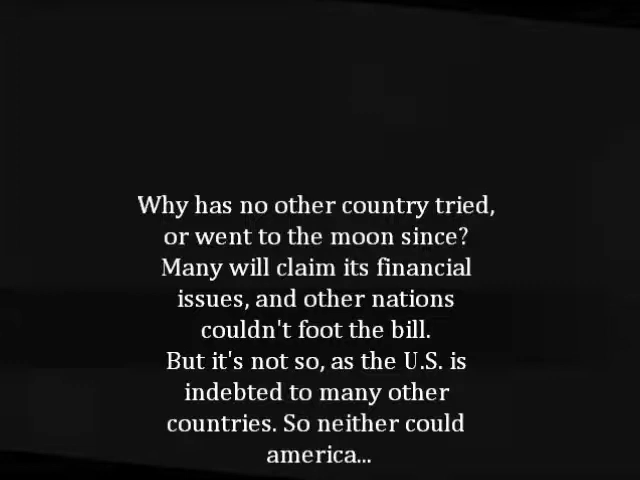 Why has no other country tried,
or went to the moon since?
Many will claim its financial
issues, and other nations
couldn't foot the bill.
But it's not so, as the U.S. is
indebted to many other
countries. So neither could
america...